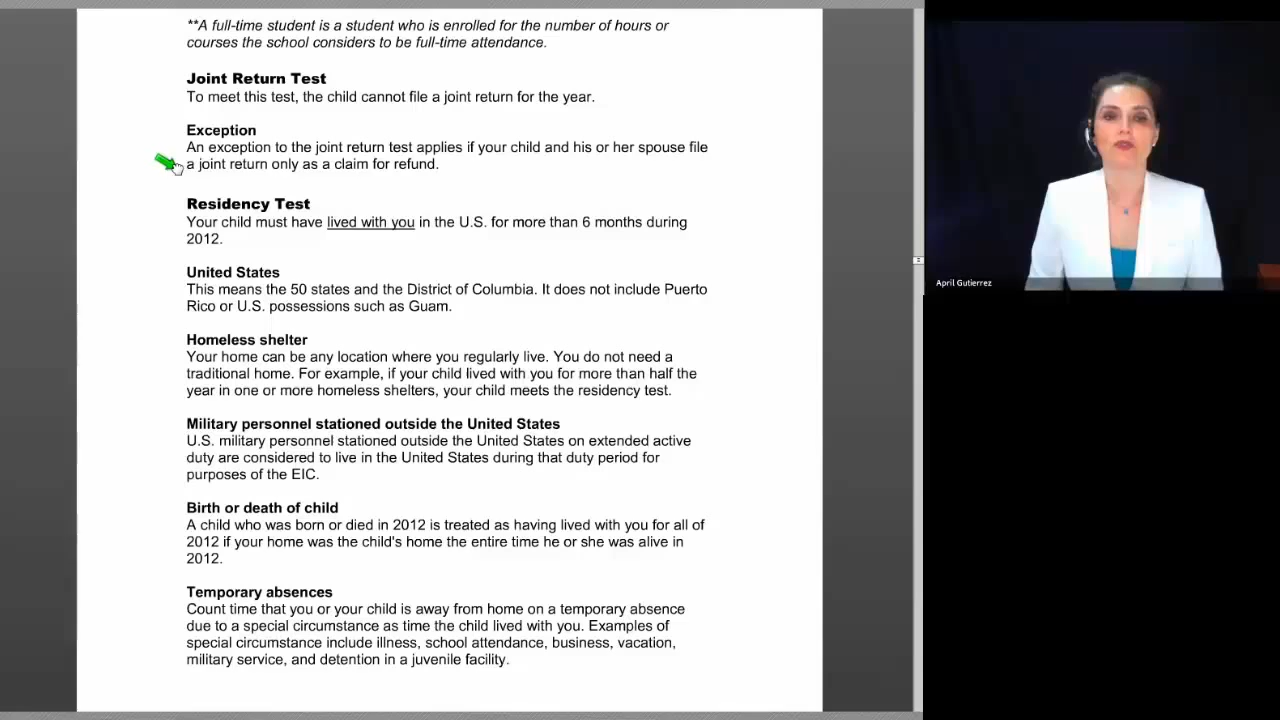 **A full-time student is a student who is enrolled for the number of hours or
courses the school considers to be full-time attendance.
Joint Return Test
To meet this test, the child cannot file a joint return for the year.
Exception
An exception to the joint return test applies if your child and his or her spouse file
a joint return only as a claim for refund.
Residency Test
Your child must have lived with you in the U.S. for more than 6 months during
2012.
United States
This means the 50 states and the District of Columbia. It does not include Puerto
Rico or U.S. possessions such as Guam.
Homeless shelter
Your home can be any location where you regularly live. You do not need a
traditional home. For example, if your child lived with you for more than half the
year in one or more homeless shelters, your child meets the residency test.
Military personnel stationed outside the United States
U.S. military personnel stationed outside the United States on extended active
duty are considered to live in the United States during that duty period for
purposes of the EIC.
Birth or death of child
A child who was born or died in 2012 is treated as having lived with you for all of
2012 if your home was the child's home the entire time he or she was alive in
2012.
Temporary absences
Count time that you or your child is away from home on a temporary absence
due to a special circumstance as time the child lived with you. Examples of
special circumstance include illness, school attendance, business, vacation,
military service, and detention in a juvenile facility.
April Gutierrez